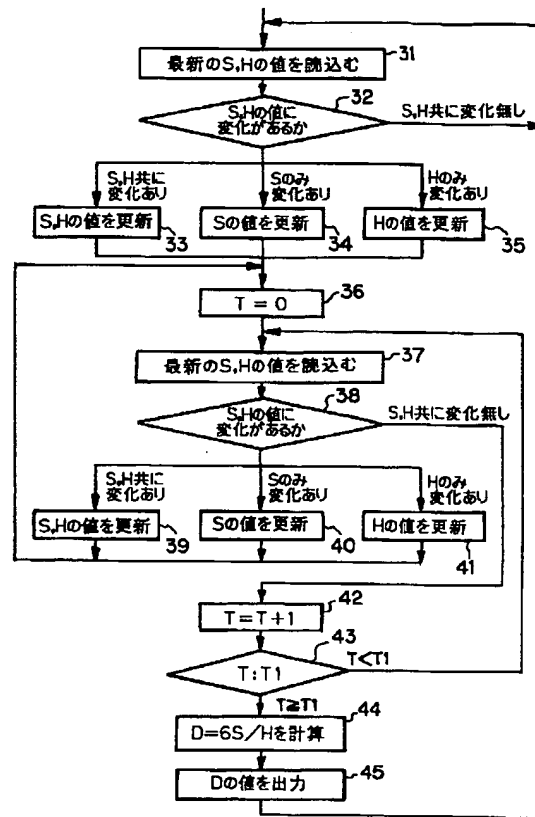 最新のS,Hの値を読込む
31
S,Hの値に
変化があるか
32
S,H共に変化無し
S,H共に
変化あり
Sのみ
変化あり
Hのみ
変化あり
S,Hの値を更新
33
Sの値を更新
34
Hの値を更新
35
T=0
36
最新のS,Hの値を読込む
37
S,Hの値に
変化があるか
38
S,H共に変化無し
S,H共に
変化あり
Sのみ
変化あり
Hのみ
変化あり
S,Hの値を更新
39
Sの値を更新
40
Hの値を更新
41
T=T+1
42
T:T1
43
T<T1
T≧T1
D=6S/Hを計算
44
Dの値を出力
45